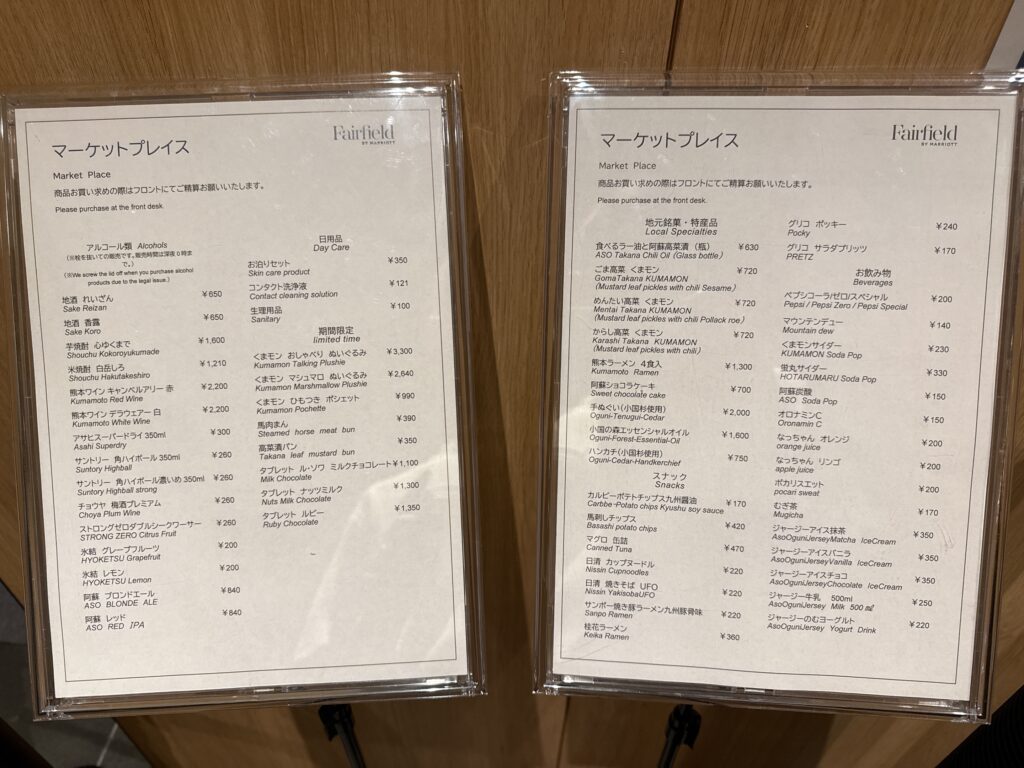 マーケットプレイス
Fairfield
BY MARRIOTT
Market Place
商品お買い求めの際はフロントにてご精算お願いいたします。
Please purchase at the front desk.
アルコール類 Alcohols
(※栓を抜いての販売です。販売時間は深夜0時まで。)
(※We screw the lid off when you purchase alcohol
products due to the legal issue.)
地酒 れいざん ¥650
Sake Reizan
地酒 香露 ¥650
Sake Koro
芋焼酎 心ゆくまで ¥1,600
Shouchu Kokoroyukumade
米焼酎 白岳しろ ¥1,210
Shouchu Hakutakeshiro
熊本ワイン キャンベルアリー 赤 ¥2,200
Kumamoto Red Wine
熊本ワイン デラウェアー 白 ¥2,200
Kumamoto White Wine
アサヒスーパードライ 350ml ¥300
Asahi Superdry
サントリー 角ハイボール 350ml ¥260
Suntory Highball
サントリー 角ハイボール濃いめ 350ml ¥260
Suntory Highball strong
チョウヤ 梅酒プレミアム ¥260
Choya Plum Wine
ストロングゼロダブルシークワーサー ¥260
STRONG ZERO Citrus Fruit
氷結 グレープフルーツ ¥200
HYOKETSU Grapefruit
氷結 レモン ¥200
HYOKETSU Lemon
阿蘇 ブロンドエール ¥840
ASO BLONDE ALE
阿蘇 レッド ¥840
ASO RED JPA
日用品
Day Care
お泊りセット ¥350
Skin care product
コンタクト洗浄液 ¥121
Contact cleaning solution
生理用品 ¥100
Sanitary
期間限定
limited time
くまモン おしゃべり ぬいぐるみ ¥3,300
Kumamon Talking Plushie
くまモン マシュマロ ぬいぐるみ ¥2,640
Kumamon Marshmallow Plushie
くまモン ひもつき ポシェット ¥990
Kumamon Pochette
馬肉まん ¥390
Steamed horse meat bun
高菜漬パン ¥350
Takana leaf mustard bun
タブレット ル・ソワ ミルクチョコレート ¥1,100
Milk Chocolate
タブレット ナッツミルク ¥1,300
Nuts Milk Chocolate
タブレット ルビー ¥1,350
Ruby Chocolate
マーケットプレイス
Fairfield
BY MARRIOTT
Market Place
商品お買い求めの際はフロントにてご精算お願いいたします。
Please purchase at the front desk.
地元銘菓・特産品
Local Specialties
食べるラー油と阿蘇高菜漬(瓶) ¥630
ASO Takana Chili Oil (Glass bottle)
ごま高菜 くまモン ¥720
GomaTakana KUMAMON
(Mustard leaf pickles with chili Sesame)
めんたい高菜 くまモン ¥720
Mentai Takana KUMAMON
(Mustard leaf pickles with chili Pollack roe)
からし高菜 くまモン ¥720
Karashi Takana KUMAMON
(Mustard leaf pickles with chili)
熊本ラーメン 4食入 ¥1,300
Kumamoto Ramen
阿蘇ショコラケーキ ¥700
Sweet chocolate cake
手ぬぐい(小国杉使用) ¥2,000
Oguni-Tenugui-Cedar
小国の森エッセンシャルオイル ¥1,600
Oguni-Forest-Essential-Oil
ハンカチ(小国杉使用) ¥750
Oguni-Cedar-Handkerchief
スナック
Snacks
カルビーポテトチップス九州醤油 ¥170
Carbbe-Potato chips Kyushu soy sauce
馬刺しチップス ¥420
Basashi potato chips
マグロ 缶詰 ¥470
Canned Tuna
日清 カップヌードル ¥220
Nissin Cupnoodles
日清 焼きそば UFO ¥220
Nissin YakisobaUFO
サンポー焼き豚ラーメン九州豚骨味 ¥220
Sanpo Ramen
桂花ラーメン ¥360
Keika Ramen
グリコ ポッキー ¥240
Pocky
グリコ サラダプリッツ ¥170
PRETZ
お飲み物
Beverages
ペプシコーラ/ゼロ/スペシャル ¥200
Pepsi / Pepsi Zero / Pepsi Special
マウンテンデュー ¥140
Mountain dew
くまモンサイダー ¥230
KUMAMON Soda Pop
蛍丸サイダー ¥330
HOTARUMARU Soda Pop
阿蘇炭酸 ¥150
ASO Soda Pop
オロナミンC ¥150
Oronamin C
なっちゃん オレンジ ¥200
orange juice
なっちゃん リンゴ ¥200
apple juice
ポカリスエット ¥200
pocari sweat
むぎ茶 ¥170
Mugicha
ジャージーアイス抹茶 ¥350
AsoOguniJerseyMatcha IceCream
ジャージーアイスバニラ ¥350
AsoOguniJerseyVanilla IceCream
ジャージーアイスチョコ ¥350
AsoOguniJerseyChocolate IceCream
ジャージー牛乳 500ml ¥250
AsoOguniJersey Milk 500㎖
ジャージーのむヨーグルト ¥220
AsoOguniJersey Yogurt Drink